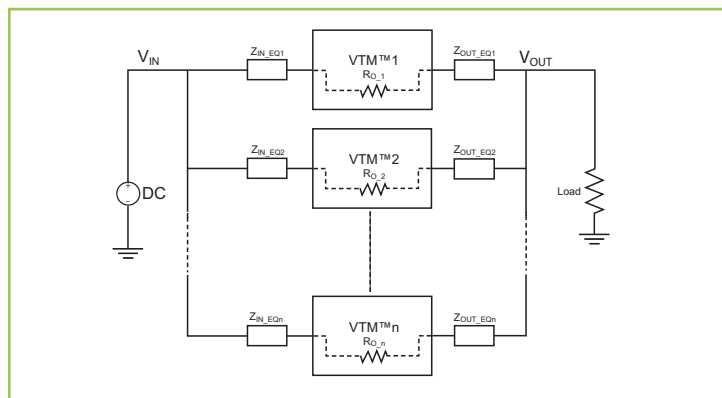 V_IN
Z_IN_EQ1
VTM™1
R_O_1
Z_OUT_EQ1
V_OUT
Z_IN_EQ2
VTM™2
R_O_2
Z_OUT_EQ2
+
–
DC
Load
Z_IN_EQn
VTM™n
R_O_n
Z_OUT_EQn